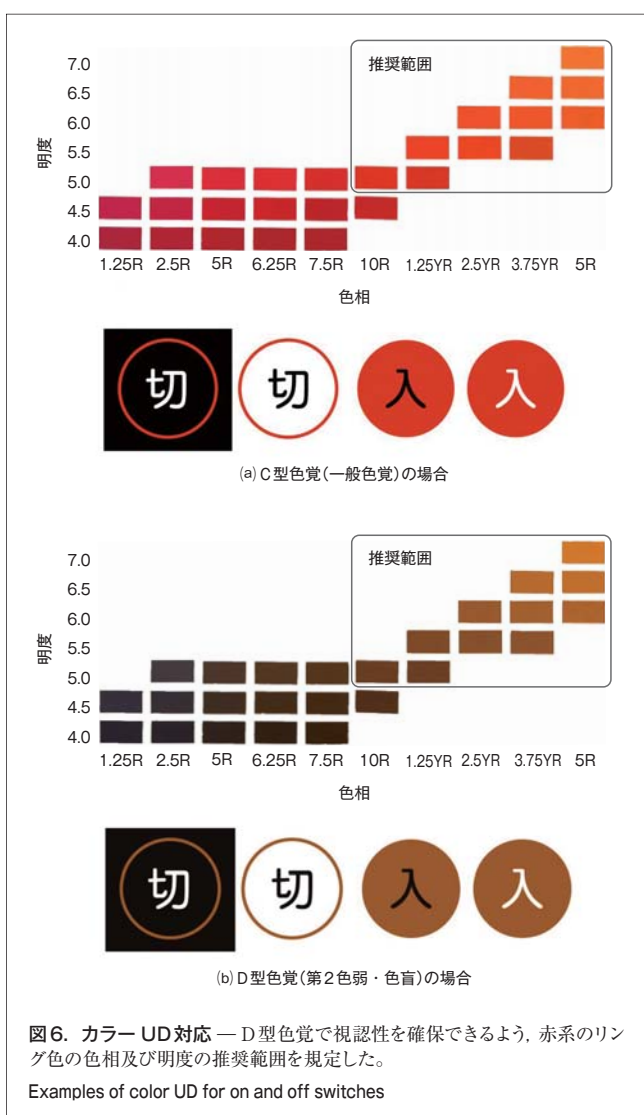 推奨範囲
7.0
6.5
6.0
5.5
5.0
4.5
4.0
明度
1.25R 2.5R 5R 6.25R 7.5R 10R 1.25YR 2.5YR 3.75YR 5R
色相
切 切 入 入
(a)C型色覚(一般色覚)の場合
推奨範囲
7.0
6.5
6.0
5.5
5.0
4.5
4.0
明度
1.25R 2.5R 5R 6.25R 7.5R 10R 1.25YR 2.5YR 3.75YR 5R
色相
切 切 入 入
(b)D型色覚(第2色弱・色盲)の場合
図6. カラーUD対応 — D型色覚で視認性を確保できるよう,赤系のリン
グ色の色相及び明度の推奨範囲を規定した。
Examples of color UD for on and off switches